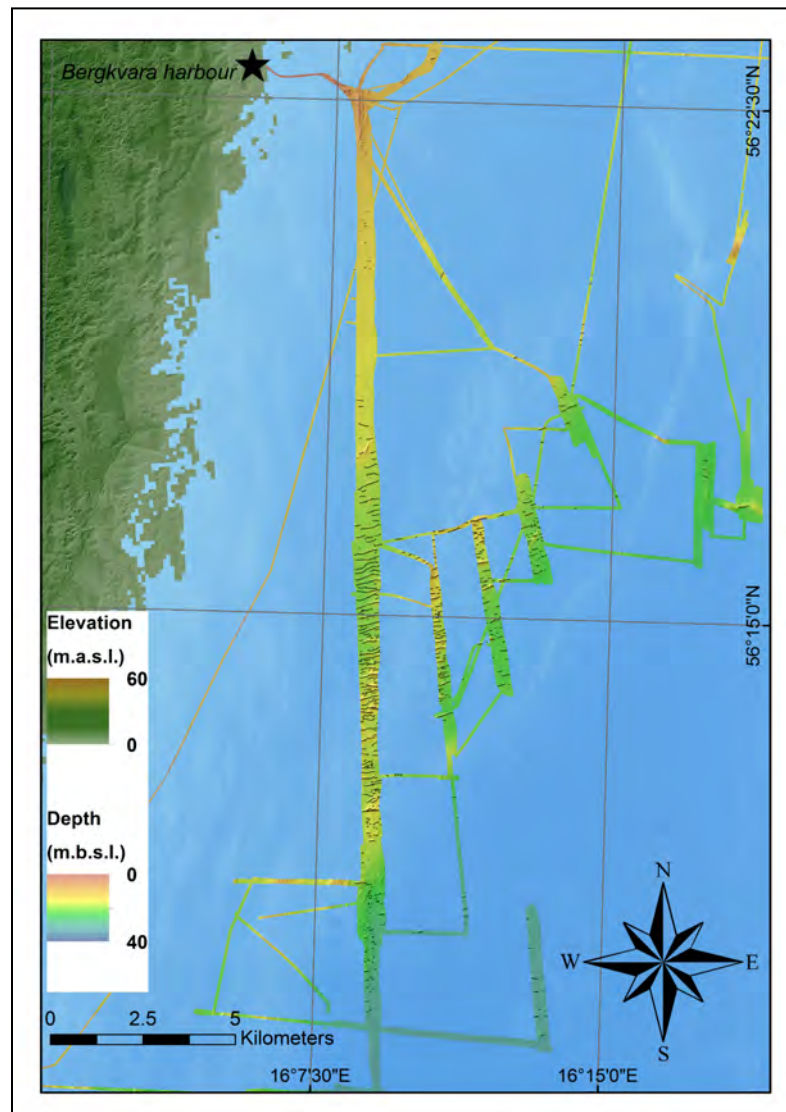 Bergkvara harbour
56°22'30"N
56°15'0"N
Elevation
(m.a.s.l.)
60
0
Depth
(m.b.s.l.)
0
40
N
W
E
S
0 2.5 5
Kilometers
16°7'30"E
16°15'0"E